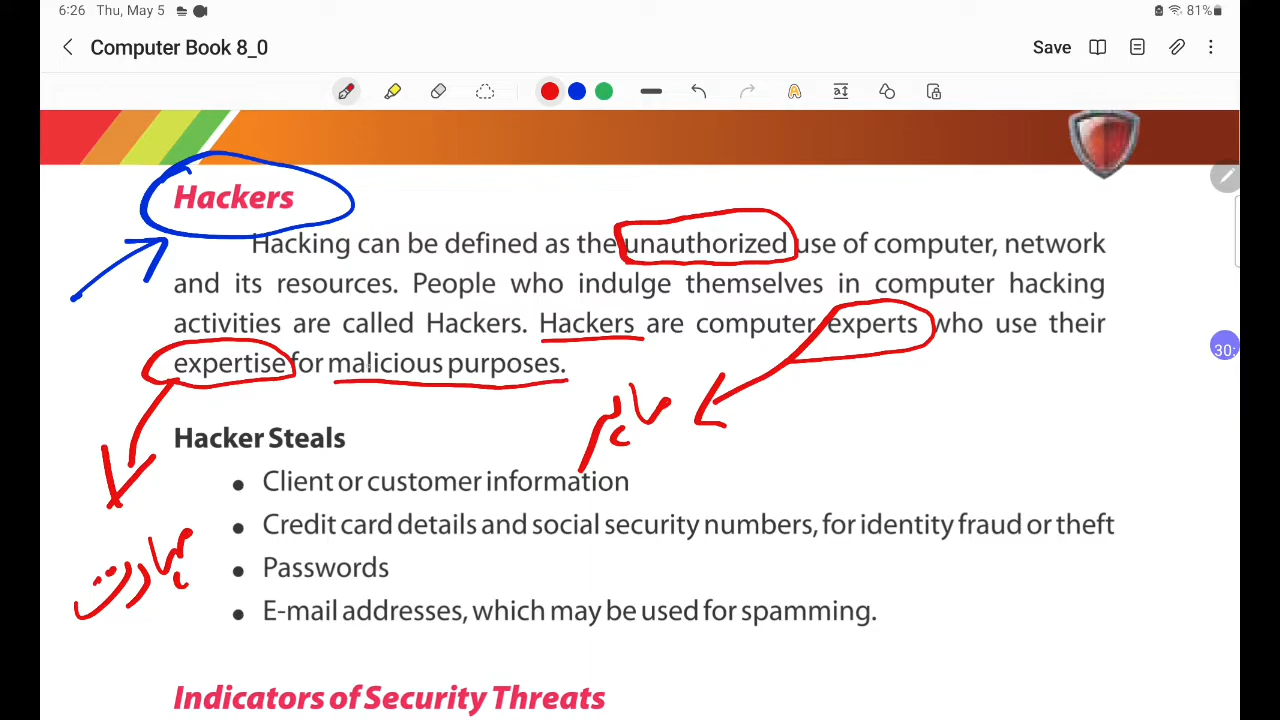 6:26 Thu, May 5 81%
Computer Book 8_0 Save
Hackers
Hacking can be defined as the unauthorized use of computer, network
and its resources. People who indulge themselves in computer hacking
activities are called Hackers. Hackers are computer experts who use their
expertise for malicious purposes.
30:
ماہر
Hacker Steals
Client or customer information
Credit card details and social security numbers, for identity fraud or theft
مہارت
Passwords
E-mail addresses, which may be used for spamming.
Indicators of Security Threats